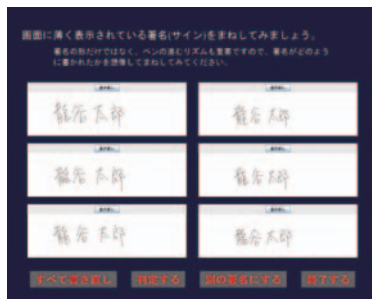 画面に薄く表示されている署名(サイン)をまねしてみましょう。
署名の形だけではなく、ペンの進むリズムも重要ですので、署名がどのよう
に書かれたかを想像してまねしてみてください。
龍谷 太郎 龍谷 太郎
龍谷 太郎 龍谷 太郎
龍谷 太郎 龍谷 太郎
すべて書き直し 判定する 別の署名にする 終了する